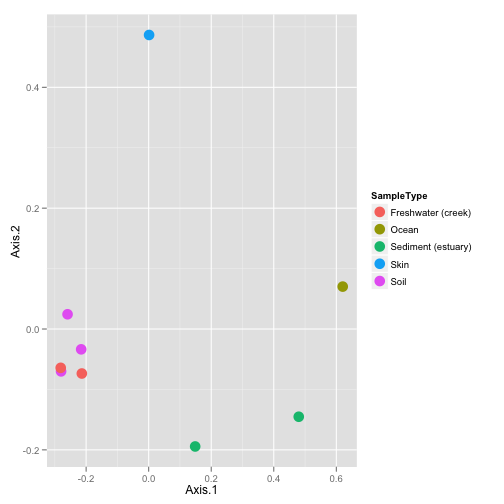 Axis.2
0.4
0.2
0.0
-0.2
-0.2 0.0 0.2 0.4 0.6
Axis.1
SampleType
Freshwater (creek)
Ocean
Sediment (estuary)
Skin
Soil